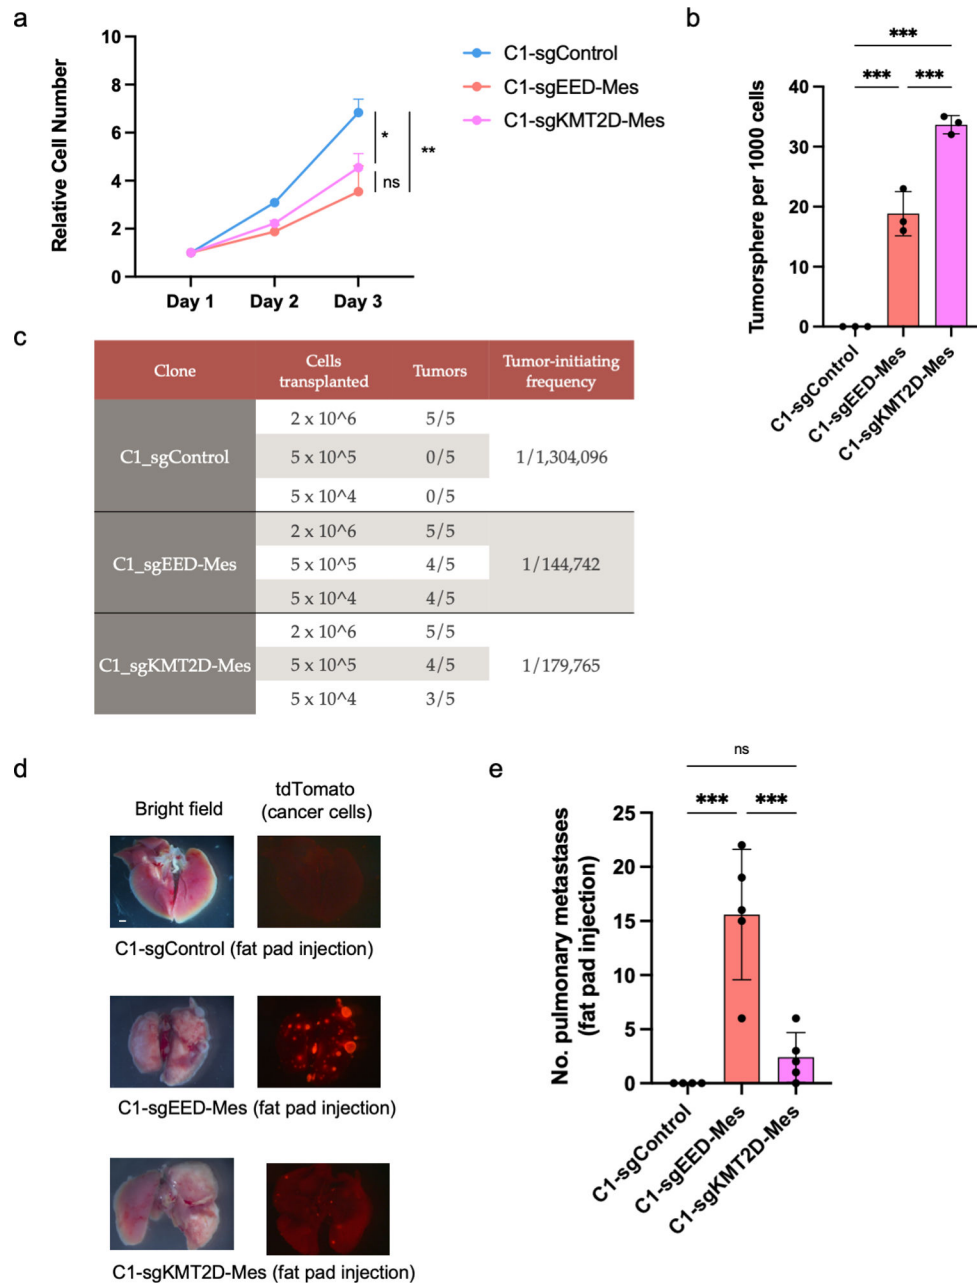 a
10
8
6
4
2
0
Relative Cell Number
Day 1
Day 2
Day 3
*
ns
**
C1-sgControl
C1-sgEED-Mes
C1-sgKMT2D-Mes
b
***
*** ***
40
30
20
10
0
Tumorsphere per 1000 cells
C1-sgControl
C1-sgEED-Mes
C1-sgKMT2D-Mes
c
Clone
Cells
transplanted
Tumors
Tumor-initiating
frequency
C1_sgControl
2 x 10^6 5/5
5 x 10^5 0/5
5 x 10^4 0/5
1/1,304,096
C1_sgEED-Mes
2 x 10^6 5/5
5 x 10^5 4/5
5 x 10^4 4/5
1/144,742
C1_sgKMT2D-Mes
2 x 10^6 5/5
5 x 10^5 4/5
5 x 10^4 3/5
1/179,765
d
Bright field
tdTomato
(cancer cells)
C1-sgControl (fat pad injection)
C1-sgEED-Mes (fat pad injection)
C1-sgKMT2D-Mes (fat pad injection)
e
ns
*** ***
25
20
15
10
5
0
No. pulmonary metastases
(fat pad injection)
C1-sgControl
C1-sgEED-Mes
C1-sgKMT2D-Mes